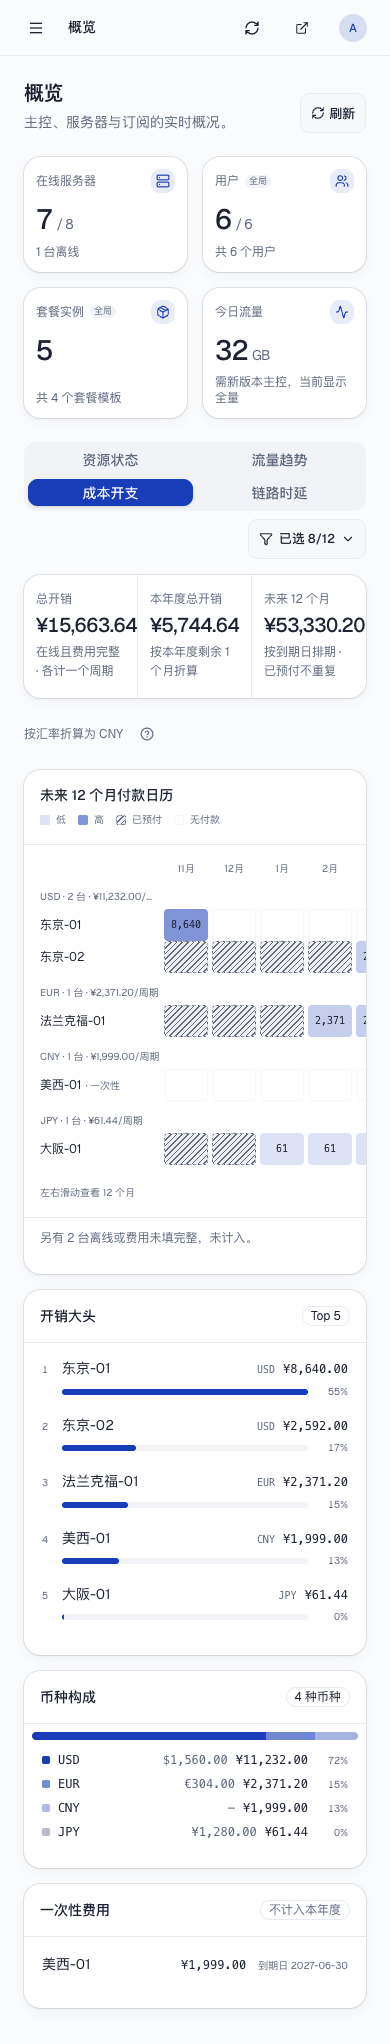 概览
A
概览
主控、服务器与订阅的实时概况。
刷新
在线服务器
7 / 8
1 台离线
用户 全局
6 / 6
共 6 个用户
套餐实例 全局
5
共 4 个套餐模板
今日流量
32 GB
需新版本主控，当前显示
全量
资源状态
流量趋势
成本开支
链路时延
已选 8/12
总开销
¥15,663.64
在线且费用完整
· 各计一个周期
本年度总开销
¥5,744.64
按本年度剩余 1
个月折算
未来 12 个月
¥53,330.20
按到期日排期 ·
已预付不重复
按汇率折算为 CNY
未来 12 个月付款日历
低 高 已预付 无付款
11月 12月 1月 2月
USD · 2 台 · ¥11,232.00/...
东京-01 8,640
东京-02 2
EUR · 1 台 · ¥2,371.20/周期
法兰克福-01 2,371 2
CNY · 1 台 · ¥1,999.00/周期
美西-01 · 一次性
JPY · 1 台 · ¥61.44/周期
大阪-01 61 61
左右滑动查看 12 个月
另有 2 台离线或费用未填完整，未计入。
开销大头 Top 5
1 东京-01 USD ¥8,640.00
55%
2 东京-02 USD ¥2,592.00
17%
3 法兰克福-01 EUR ¥2,371.20
15%
4 美西-01 CNY ¥1,999.00
13%
5 大阪-01 JPY ¥61.44
0%
币种构成 4 种币种
USD $1,560.00 ¥11,232.00 72%
EUR €304.00 ¥2,371.20 15%
CNY — ¥1,999.00 13%
JPY ¥1,280.00 ¥61.44 0%
一次性费用 不计入本年度
美西-01 ¥1,999.00 到期日 2027-06-30